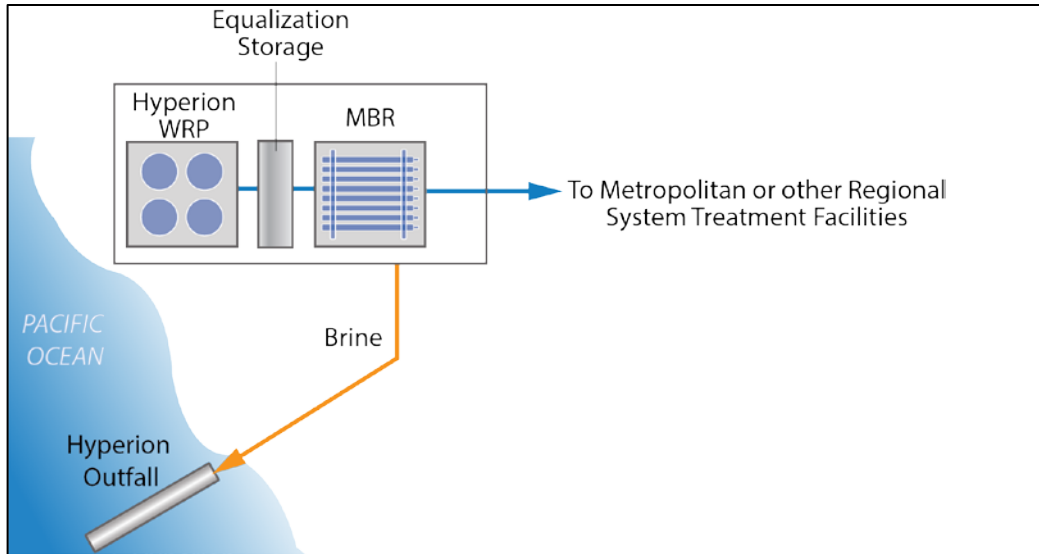 Equalization
Storage
Hyperion
WRP
MBR
To Metropolitan or other Regional
System Treatment Facilities
PACIFIC
OCEAN
Brine
Hyperion
Outfall